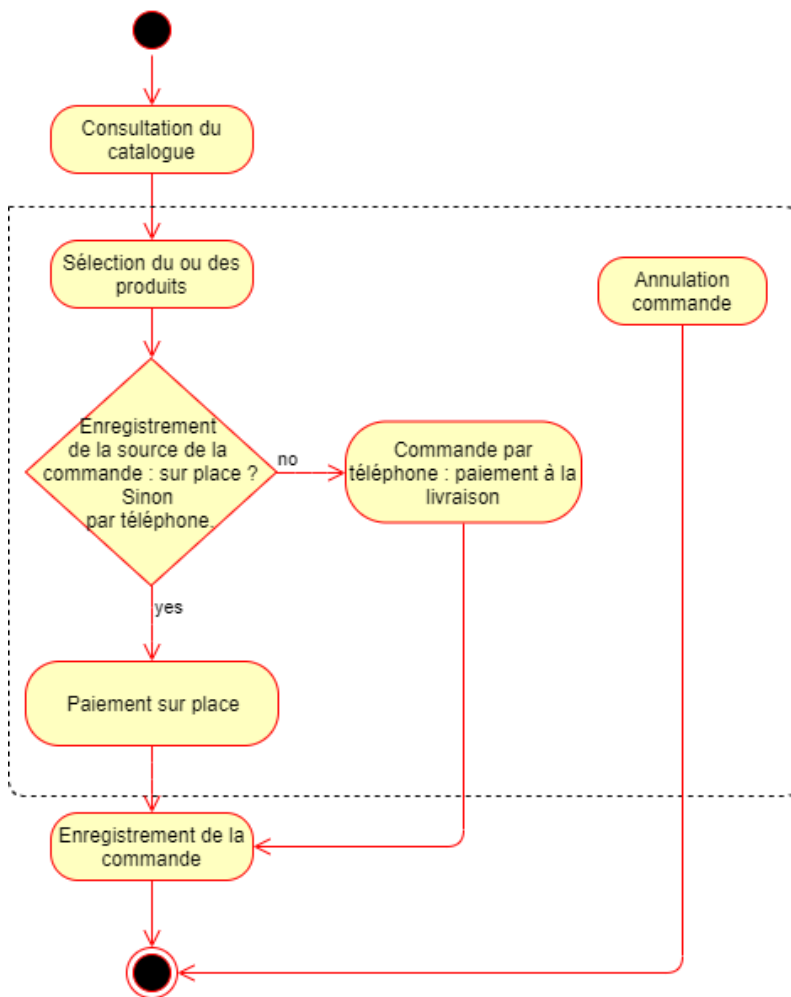 Consultation du
catalogue
Sélection du ou des
produits
Annulation
commande
Enregistrement
de la source de la
commande : sur place ?
Sinon
par téléphone.
no
Commande par
téléphone : paiement à la
livraison
yes
Paiement sur place
Enregistrement de la
commande